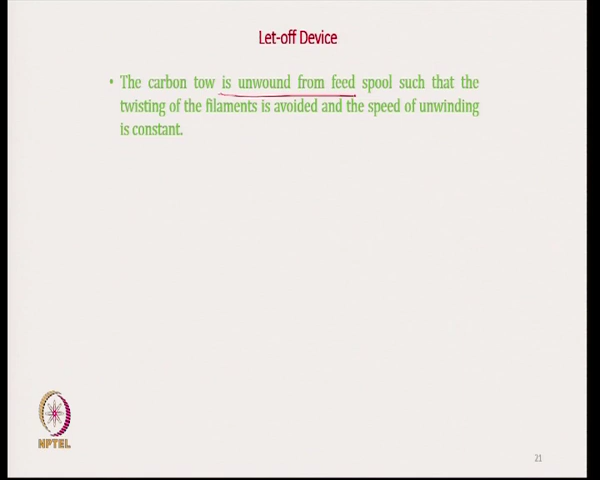 Let-off Device
• The carbon tow is unwound from feed spool such that the
twisting of the filaments is avoided and the speed of unwinding
is constant.
NPTEL
21